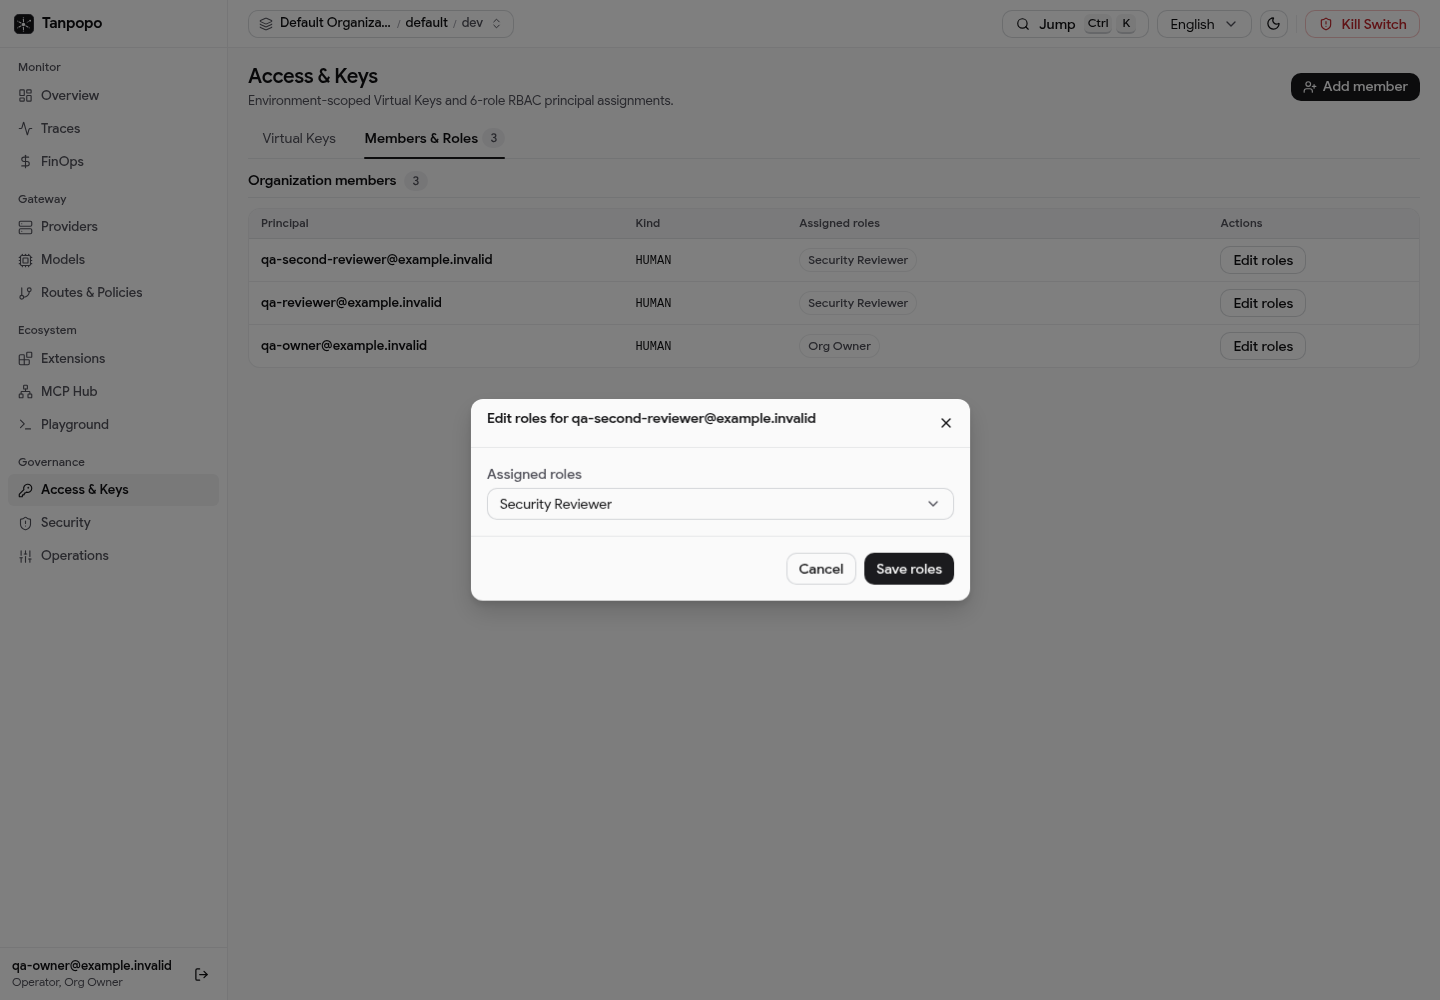 Tanpopo
Default Organiza... / default / dev
Jump Ctrl K
English
Kill Switch
Monitor
Overview
Traces
FinOps
Gateway
Providers
Models
Routes & Policies
Ecosystem
Extensions
MCP Hub
Playground
Governance
Access & Keys
Security
Operations
qa-owner@example.invalid
Operator, Org Owner
Access & Keys
Environment-scoped Virtual Keys and 6-role RBAC principal assignments.
Add member
Virtual Keys
Members & Roles 3
Organization members 3
Principal Kind Assigned roles Actions
qa-second-reviewer@example.invalid HUMAN Security Reviewer Edit roles
qa-reviewer@example.invalid HUMAN Security Reviewer Edit roles
qa-owner@example.invalid HUMAN Org Owner Edit roles
Edit roles for qa-second-reviewer@example.invalid
Assigned roles
Security Reviewer
Cancel Save roles